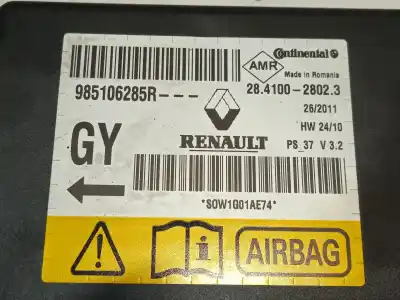 Continental
AMR
Made in Romania
985106285R---
28.4100-2802.3
26/2011
GY
RENAULT
HW 24/10
PS_37 V 3.2
*SOW1G01AE74*
i
AIRBAG